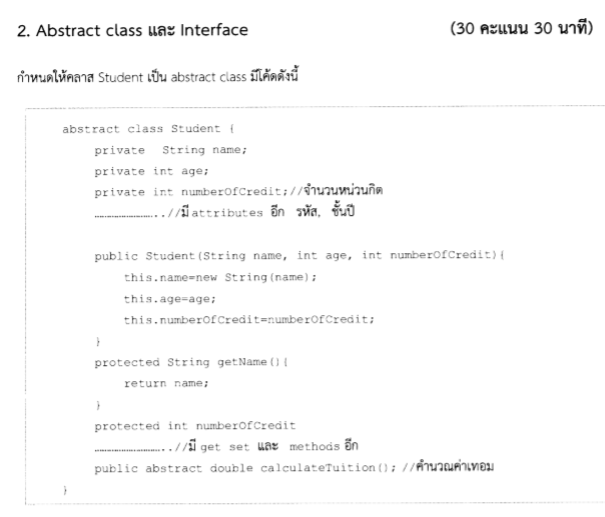 2. Abstract class และ Interface (30 คะแนน 30 นาที)
กำหนดให้คลาส Student เป็น abstract class มีโค้ดดังนี้
abstract class Student {
private String name;
private int age;
private int numberOfCredit;//จำนวนหน่วนกิด
.........................//มี attributes อีก รหัส, ชั้นปี
public Student(String name, int age, int numberOfCredit){
this.name=new String(name);
this.age=age;
this.numberOfCredit=numberOfCredit;
}
protected String getName(){
return name;
}
protected int numberOfCredit
.........................//มี get set และ methods อีก
public abstract double calculateTuition(); //คำนวณค่าเทอม
}